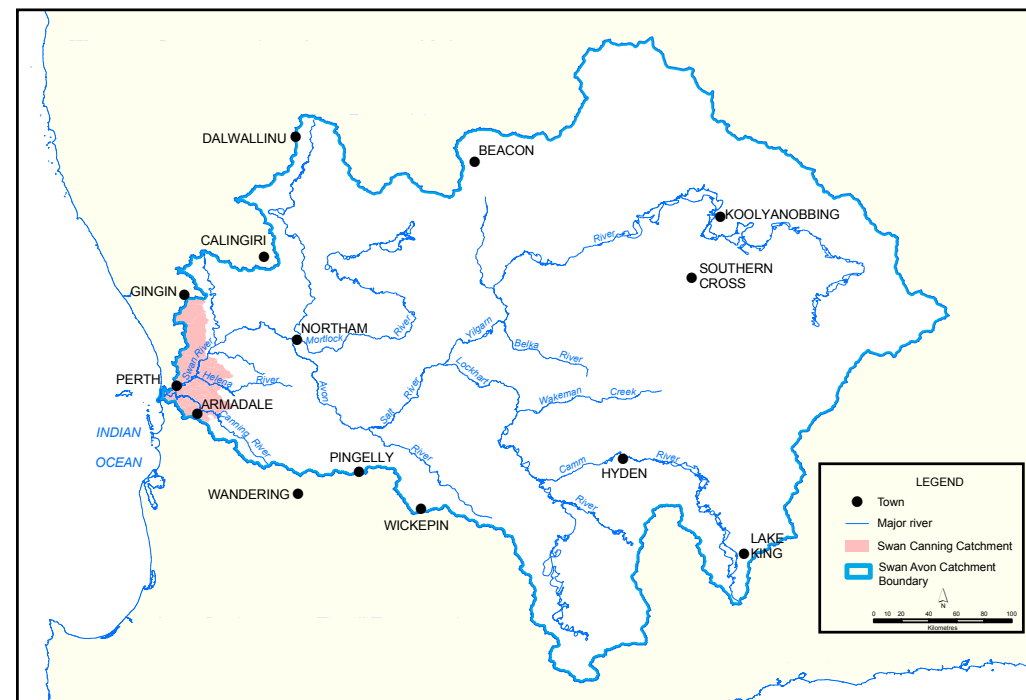 DALWALLINU
BEACON
KOOLYANOBBING
River
CALINGIRI
SOUTHERN
CROSS
GINGIN
NORTHAM
Mortlock
River
Yilgarn
Belka
River
Swan River
PERTH
Helena
River
Avon
Lockhart
Salt
River
Wakeman
Creek
ARMADALE
Canning
River
INDIAN
OCEAN
PINGELLY
River
Camm
HYDEN
River
WANDERING
WICKEPIN
River
LAKE
KING
LEGEND
Town
Major river
Swan Canning Catchment
Swan Avon Catchment
Boundary
N
0 10 20 40 60 80 100
Kilometres